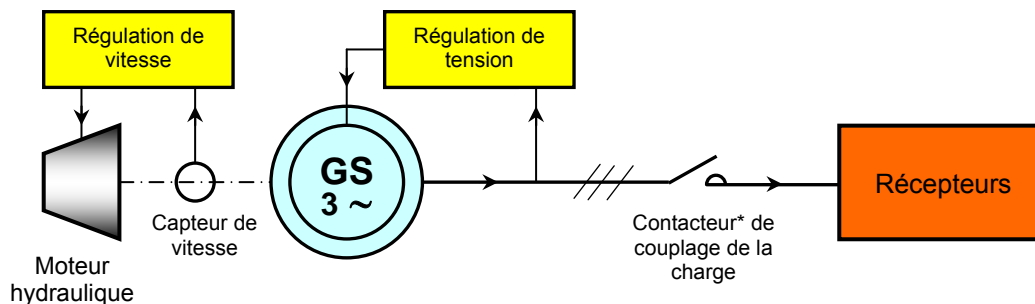 Régulation de
vitesse
Régulation de
tension
GS
3 ~
Récepteurs
Capteur de
vitesse
Contacteur* de
couplage de la
charge
Moteur
hydraulique